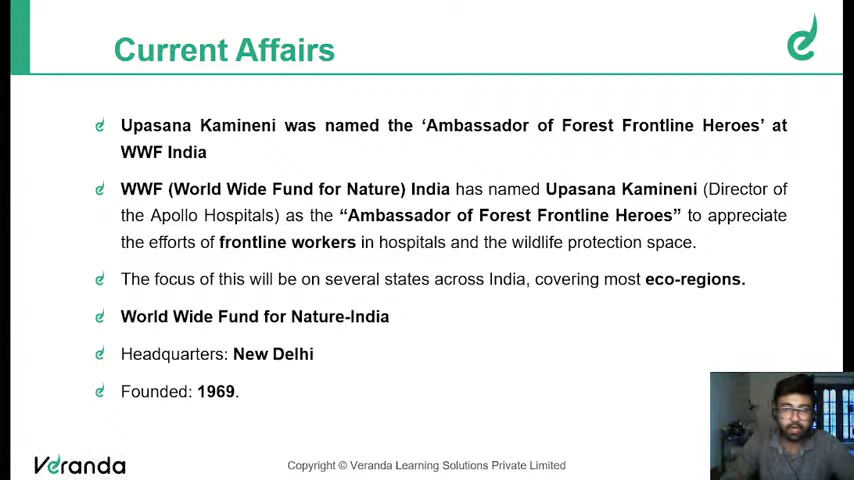 Current Affairs
Upasana Kamineni was named the ‘Ambassador of Forest Frontline Heroes’ at
WWF India
WWF (World Wide Fund for Nature) India has named Upasana Kamineni (Director of
the Apollo Hospitals) as the “Ambassador of Forest Frontline Heroes” to appreciate
the efforts of frontline workers in hospitals and the wildlife protection space.
The focus of this will be on several states across India, covering most eco-regions.
World Wide Fund for Nature-India
Headquarters: New Delhi
Founded: 1969.
Veranda
Copyright © Veranda Learning Solutions Private Limited